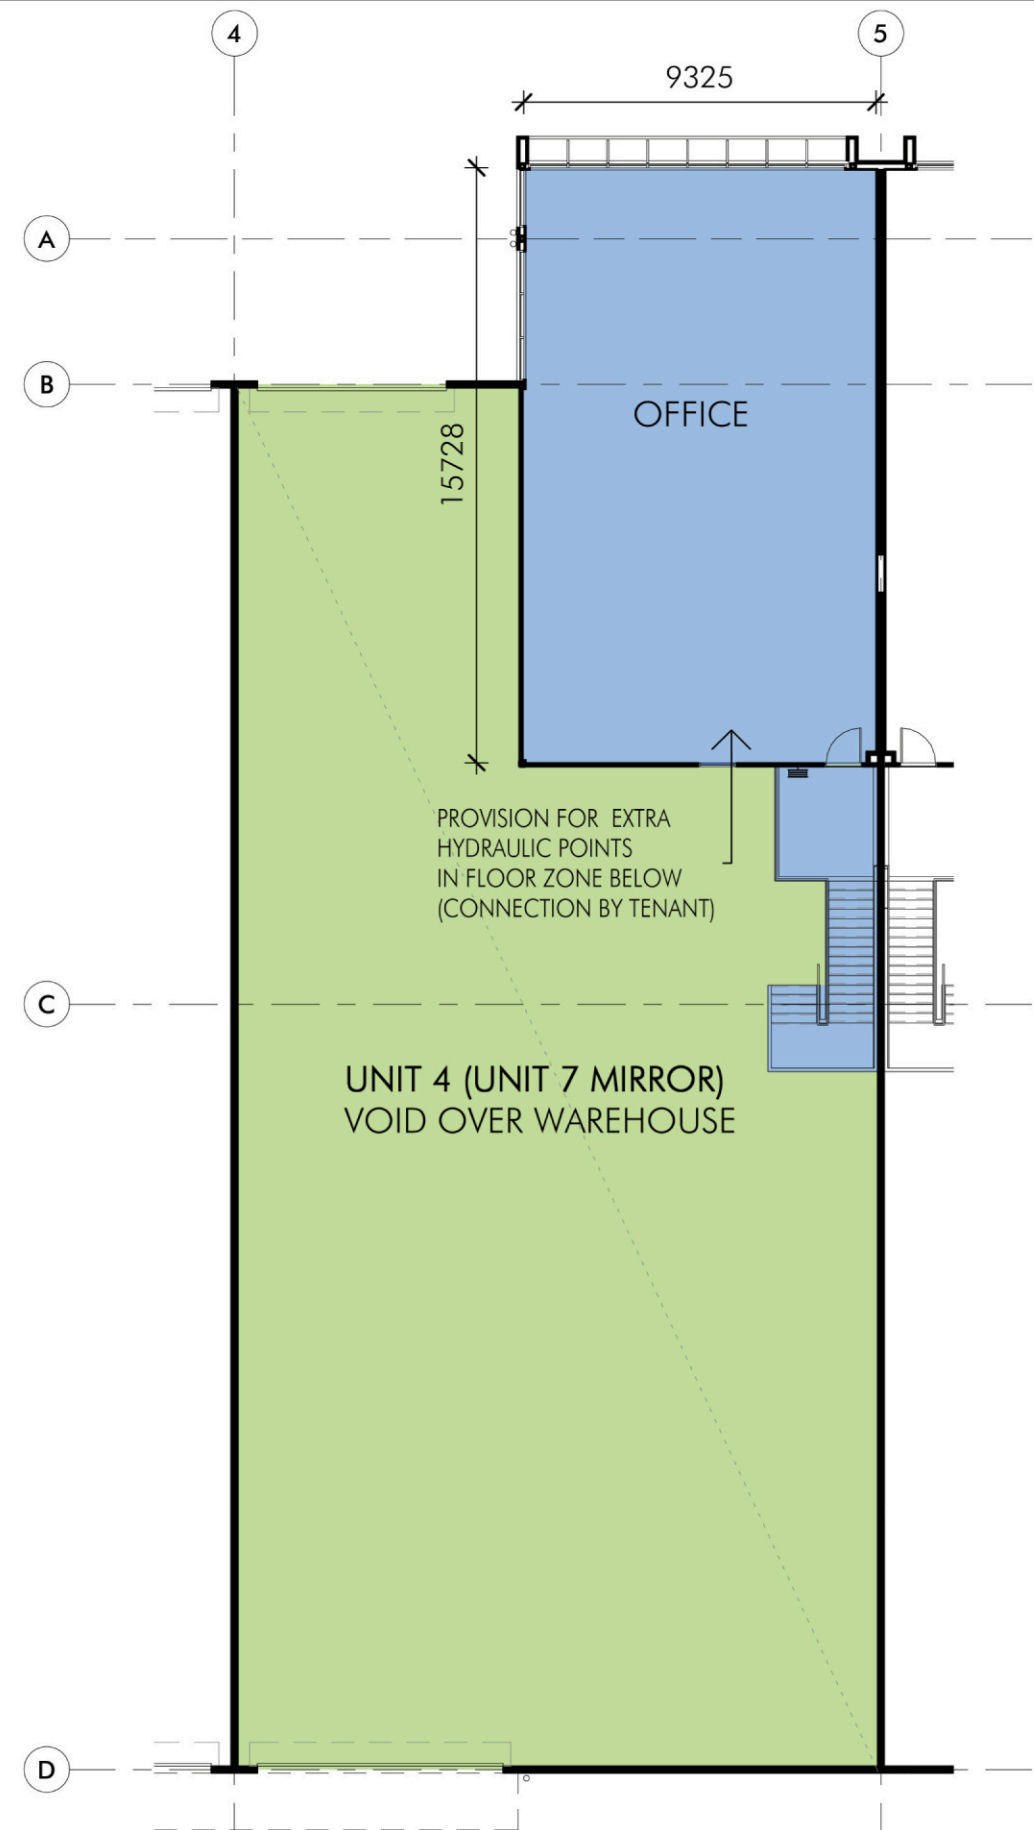 4
5
9325
A
B
OFFICE
15728
PROVISION FOR EXTRA
HYDRAULIC POINTS
IN FLOOR ZONE BELOW
(CONNECTION BY TENANT)
C
UNIT 4 (UNIT 7 MIRROR)
VOID OVER WAREHOUSE
D